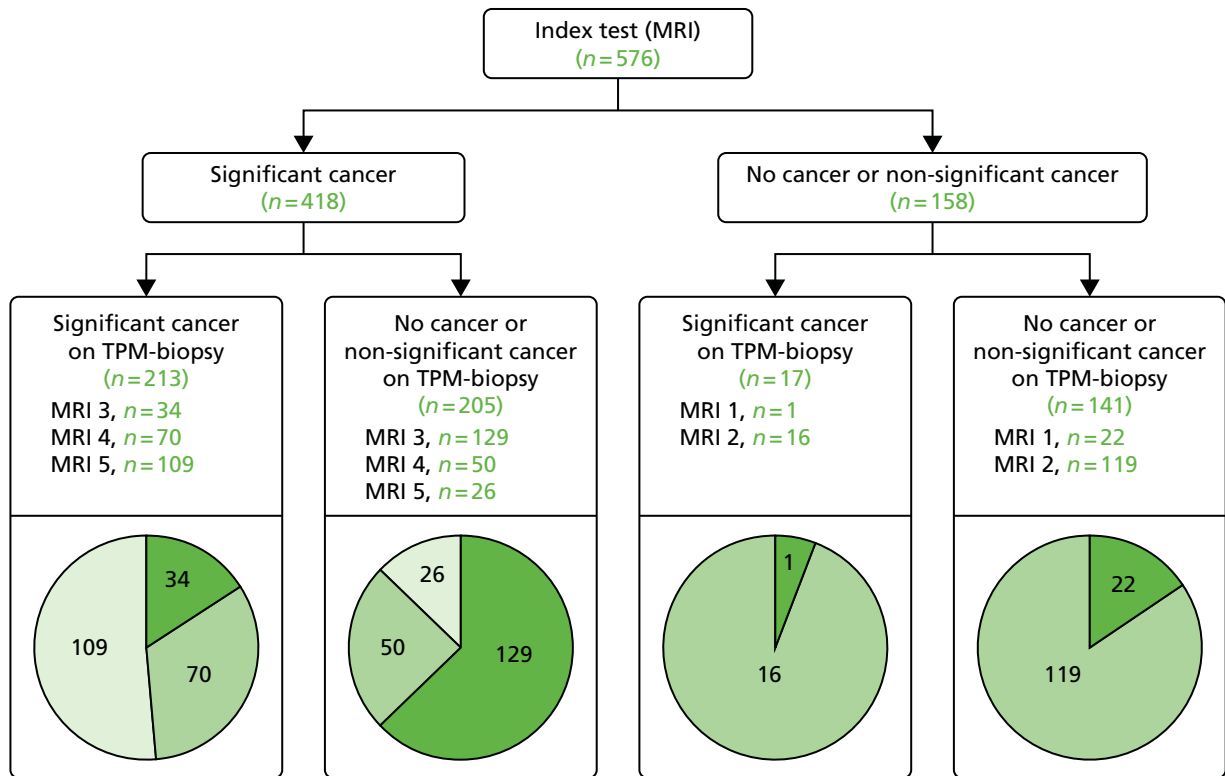 Index test (MRI)
(n=576)
Significant cancer
(n=418)
No cancer or non-significant cancer
(n=158)
Significant cancer
on TPM-biopsy
(n=213)
MRI 3, n=34
MRI 4, n=70
MRI 5, n=109
No cancer or
non-significant cancer
on TPM-biopsy
(n=205)
MRI 3, n=129
MRI 4, n=50
MRI 5, n=26
Significant cancer
on TPM-biopsy
(n=17)
MRI 1, n=1
MRI 2, n=16
No cancer or
non-significant cancer
on TPM-biopsy
(n=141)
MRI 1, n=22
MRI 2, n=119
34
70
109
129
50
26
1
16
22
119